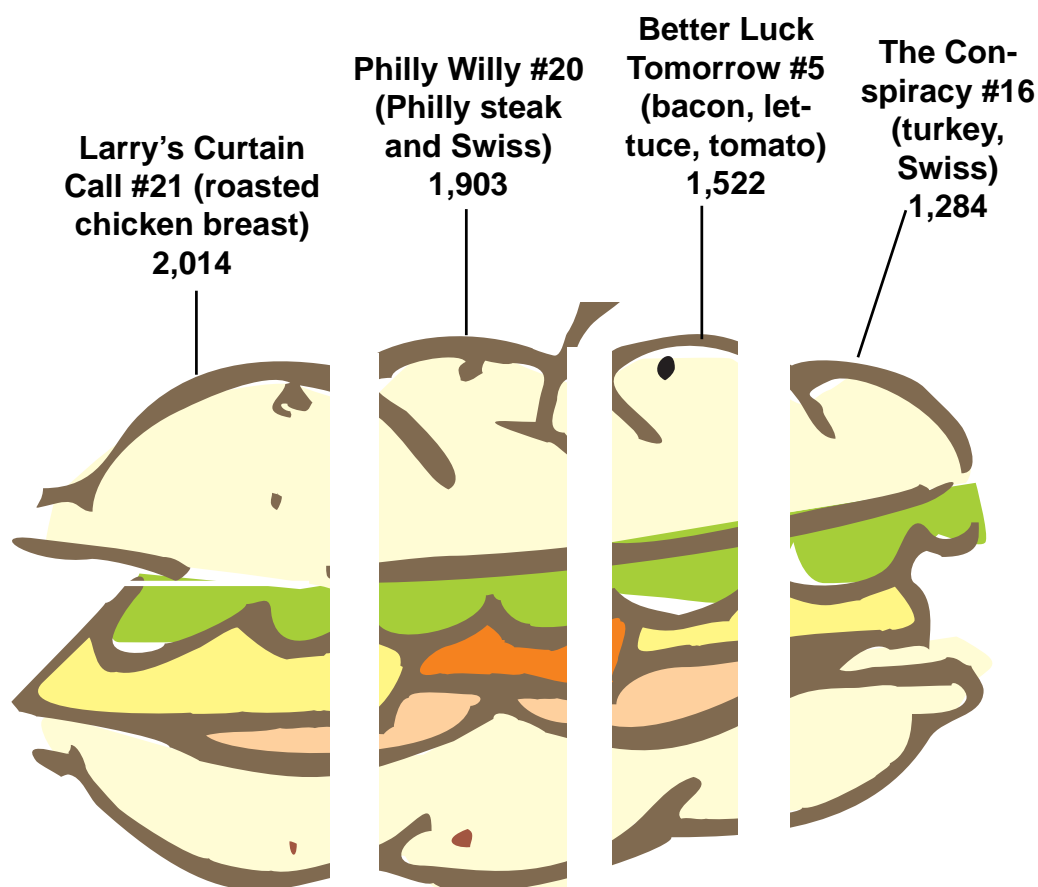 Larry’s Curtain
Call #21 (roasted
chicken breast)
2,014
Philly Willy #20
(Philly steak
and Swiss)
1,903
Better Luck
Tomorrow #5
(bacon, let-
tuce, tomato)
1,522
The Con-
spiracy #16
(turkey,
Swiss)
1,284